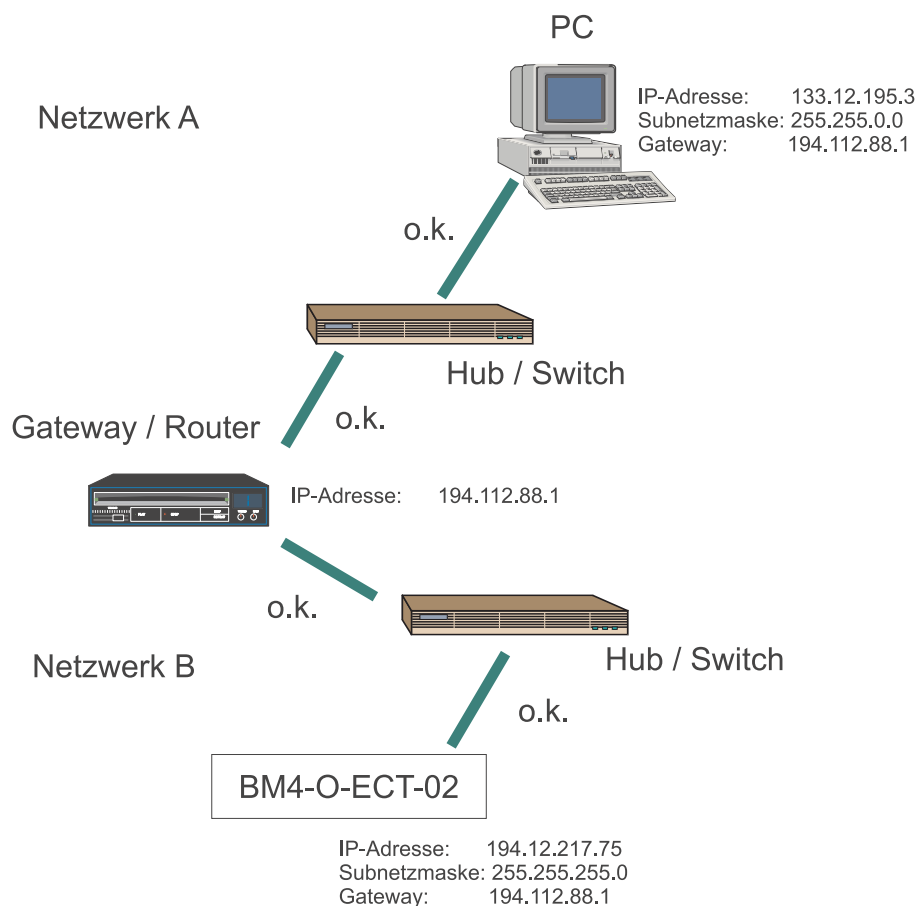 PC
Netzwerk A
IP-Adresse: 133.12.195.3
Subnetzmaske: 255.255.0.0
Gateway: 194.112.88.1
o.k.
Hub / Switch
o.k.
Gateway / Router
IP-Adresse: 194.112.88.1
o.k.
Hub / Switch
Netzwerk B
o.k.
BM4-O-ECT-02
IP-Adresse: 194.12.217.75
Subnetzmaske: 255.255.255.0
Gateway: 194.112.88.1